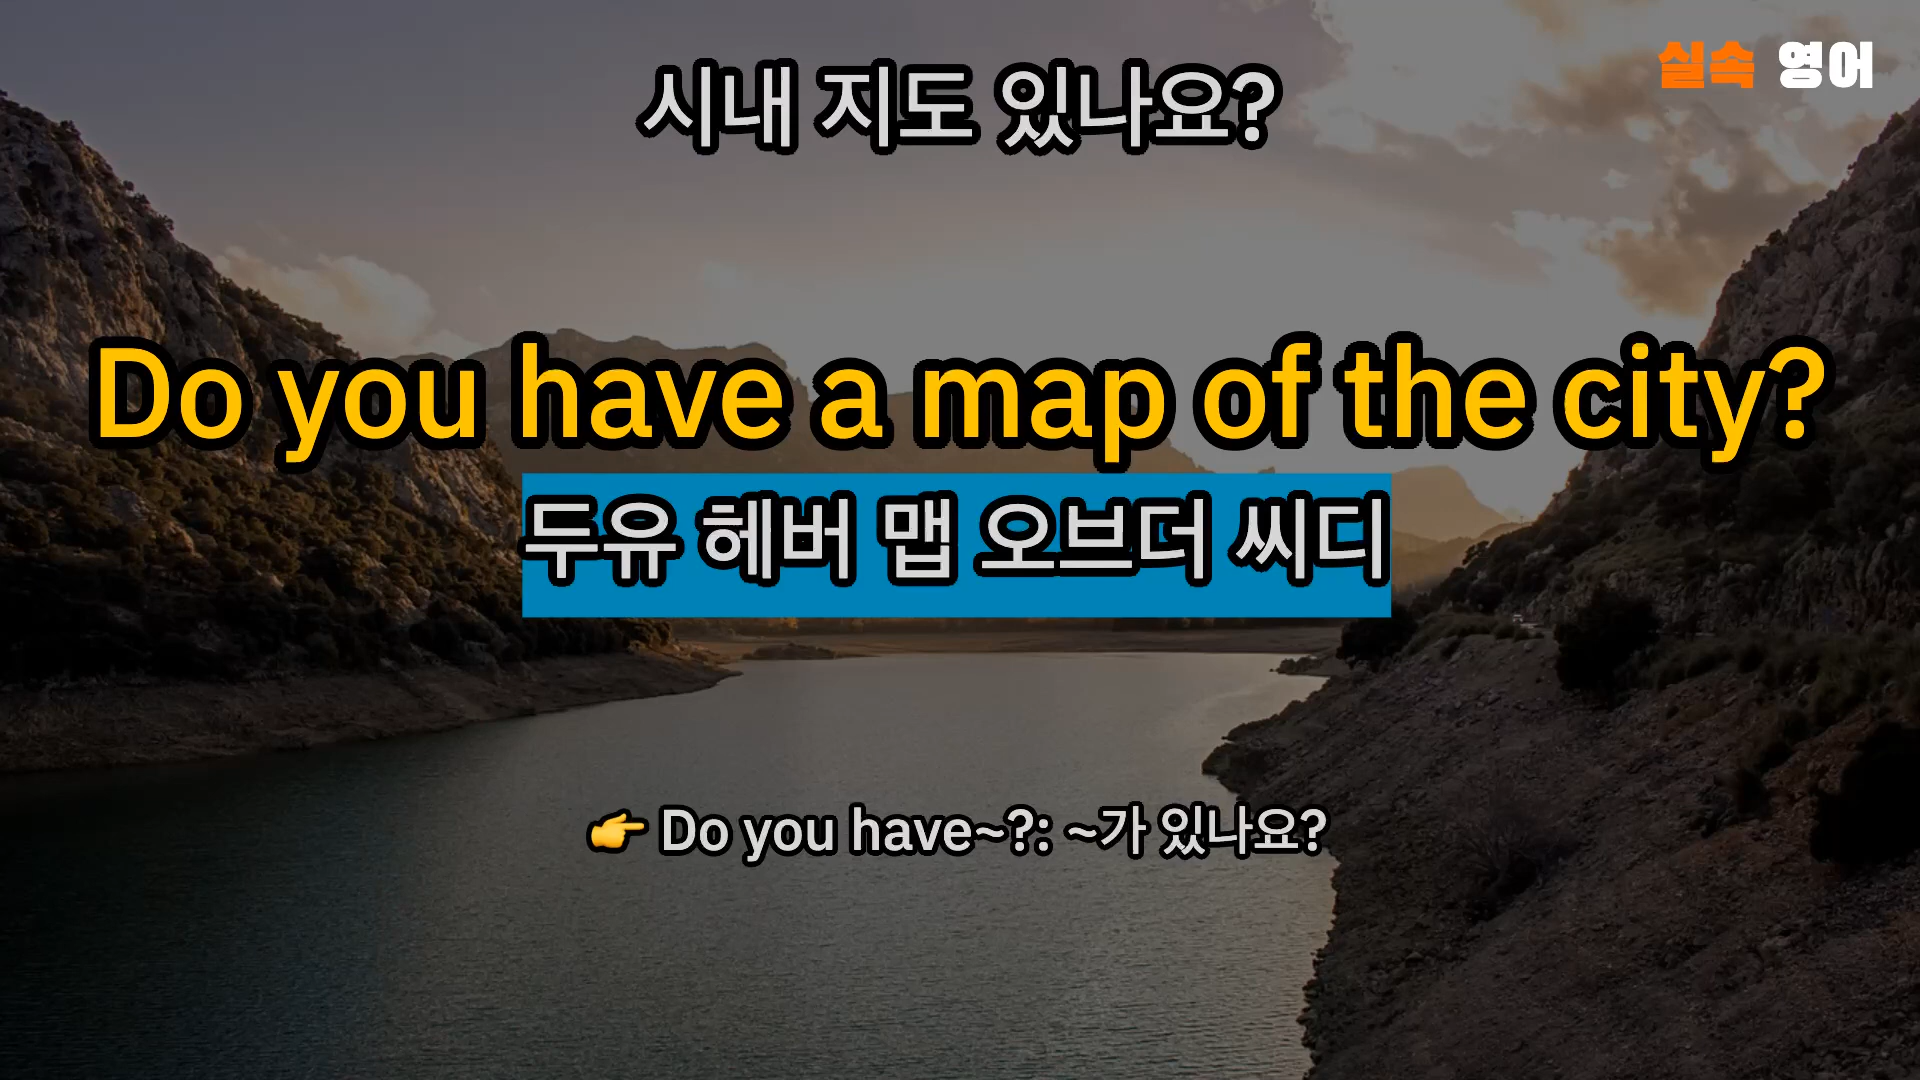 실속 영어
시내 지도 있나요?
Do you have a map of the city?
두유 헤버 맵 오브더 씨디
👉 Do you have~?: ~가 있나요?